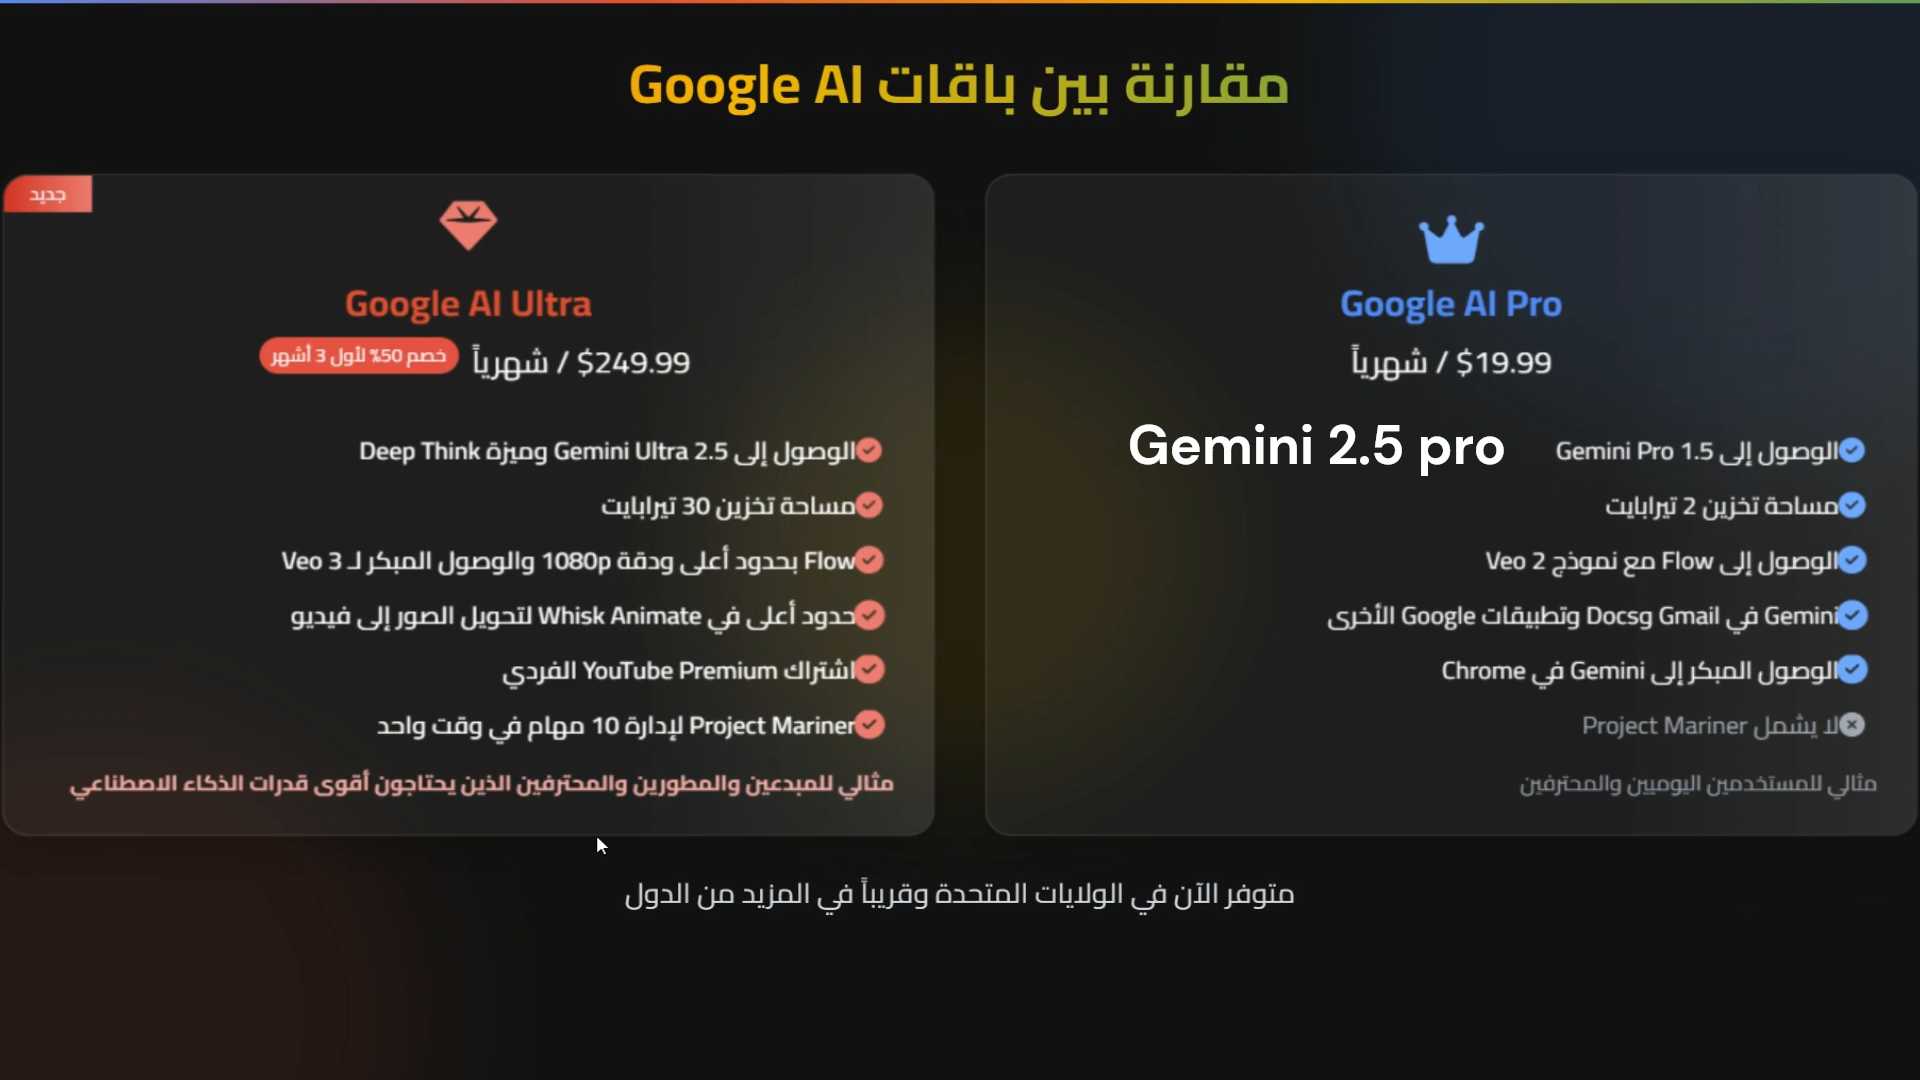 مقارنة بين باقات Google AI
Google AI Pro
$19.99 / شهرياً
الوصول إلى Gemini Pro 1.5
Gemini 2.5 pro
مساحة تخزين 2 تيرابايت
الوصول إلى Flow مع نموذج Veo 2
Gemini في Gmail وDocs وتطبيقات Google الأخرى
الوصول المبكر إلى Gemini في Chrome
لا يشمل Project Mariner
مثالي للمستخدمين اليوميين والمحترفين
جديد
Google AI Ultra
$249.99 / شهرياً
خصم 50% لأول 3 أشهر
الوصول إلى Gemini Ultra 2.5 وميزة Deep Think
مساحة تخزين 30 تيرابايت
Flow بحدود أعلى ودقة 1080p والوصول المبكر لـ Veo 3
حدود أعلى في Whisk Animate لتحويل الصور إلى فيديو
اشتراك YouTube Premium الفردي
Project Mariner لإدارة 10 مهام في وقت واحد
مثالي للمبدعين والمطورين والمحترفين الذين يحتاجون أقوى قدرات الذكاء الاصطناعي
متوفر الآن في الولايات المتحدة وقريباً في المزيد من الدول